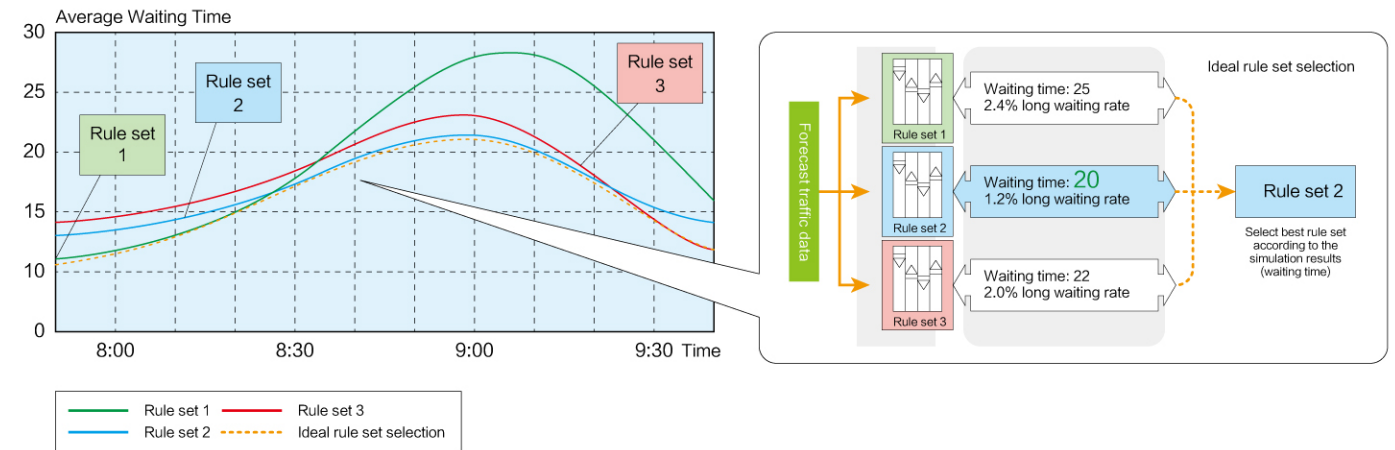 Average Waiting Time
30
25
20
15
10
0
Rule set
1
Rule set
2
Rule set
3
8:00
8:30
9:00
9:30
Time
Rule set 1
Rule set 3
Rule set 2
Ideal rule set selection
Forecast traffic data
Rule set 1
Rule set 2
Rule set 3
Waiting time: 25
2.4% long waiting rate
Waiting time: 20
1.2% long waiting rate
Waiting time: 22
2.0% long waiting rate
Ideal rule set selection
Rule set 2
Select best rule set
according to the
simulation results
(waiting time)